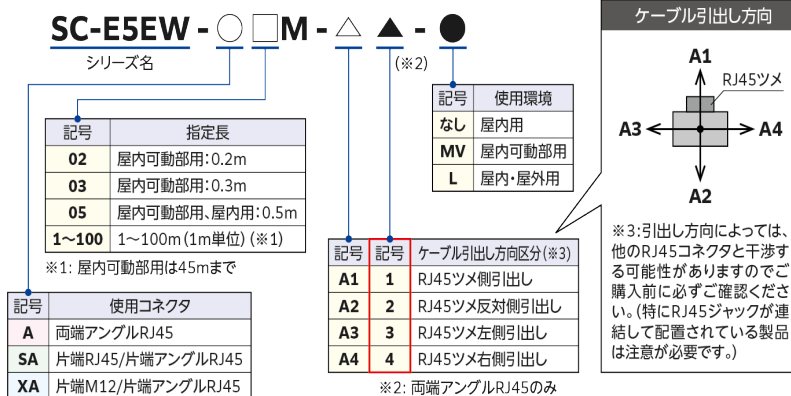 SC-E5EW - ○ □M - △ ▲ - ●
シリーズ名
(※2)
記号 指定長
02 屋内可動部用:0.2m
03 屋内可動部用:0.3m
05 屋内可動部用、屋内用:0.5m
1〜100 1〜100m(1m単位)(※1)
※1: 屋内可動部用は45mまで
記号 使用コネクタ
A 両端アングルRJ45
SA 片端RJ45/片端アングルRJ45
XA 片端M12/片端アングルRJ45
記号 使用環境
なし 屋内用
MV 屋内可動部用
L 屋内・屋外用
記号 記号 ケーブル引出し方向区分(※3)
A1 1 RJ45ツメ側引出し
A2 2 RJ45ツメ反対側引出し
A3 3 RJ45ツメ左側引出し
A4 4 RJ45ツメ右側引出し
※2: 両端アングルRJ45のみ
ケーブル引出し方向
A1
RJ45ツメ
A3 A4
A2
※3:引出し方向によっては、
他のRJ45コネクタと干渉す
る可能性がありますのでご
購入前に必ずご確認くださ
い。(特にRJ45ジャックが連
結して配置されている製品
は注意が必要です。)